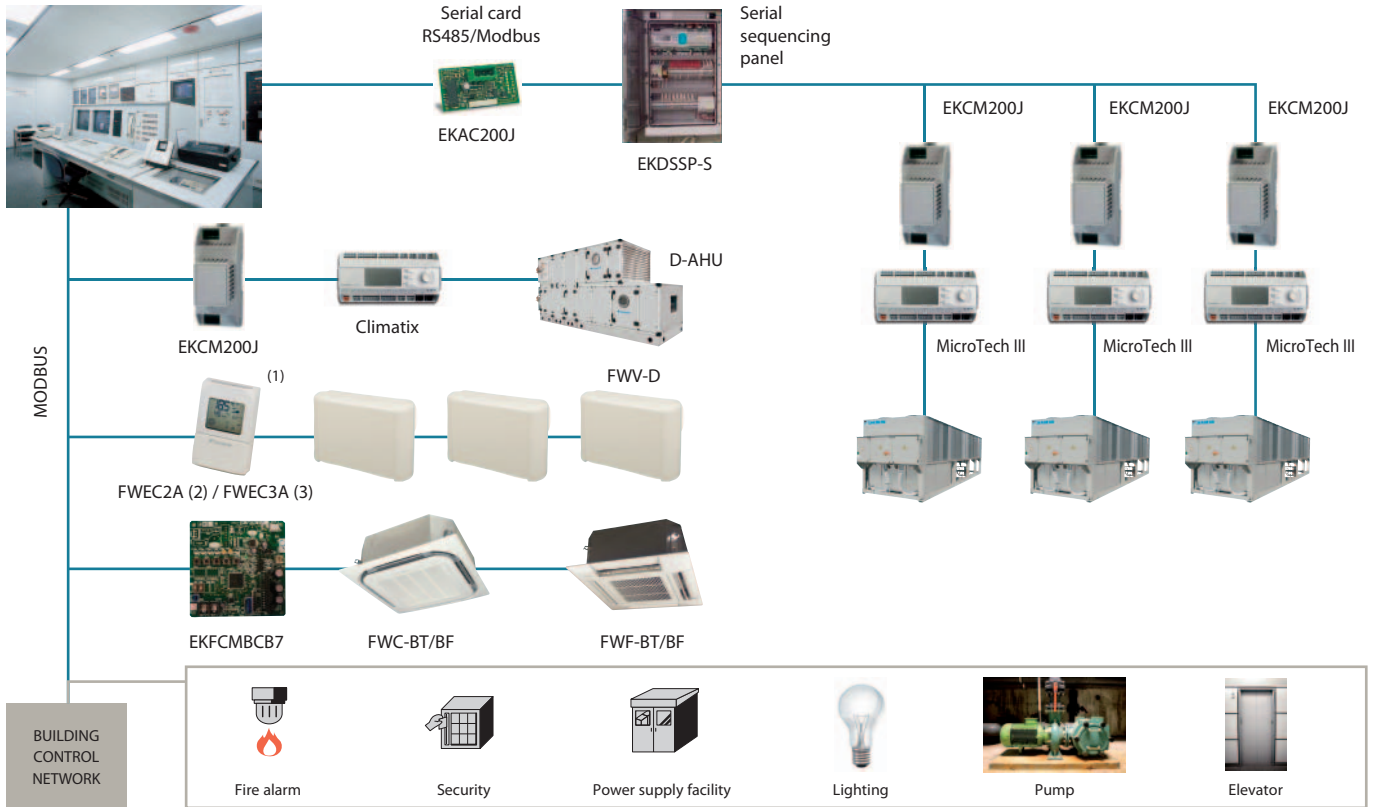 Serial card
RS485/Modbus
EKAC200J
Serial
sequencing
panel
EKDSSP-S
EKCM200J
EKCM200J
EKCM200J
MicroTech III
MicroTech III
MicroTech III
MODBUS
EKCM200J
Climatix
D-AHU
(1)
FWV-D
FWEC2A (2) / FWEC3A (3)
EKFCMBCB7
FWC-BT/BF
FWF-BT/BF
BUILDING
CONTROL
NETWORK
Fire alarm
Security
Power supply facility
Lighting
Pump
Elevator